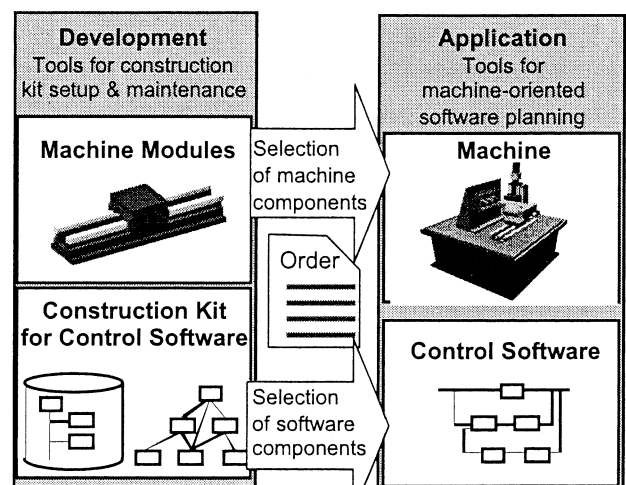 Development
Tools for construction
kit setup & maintenance
Machine Modules
Construction Kit
for Control Software
Selection
of machine
components
Order
Selection
of software
components
Application
Tools for
machine-oriented
software planning
Machine
Control Software